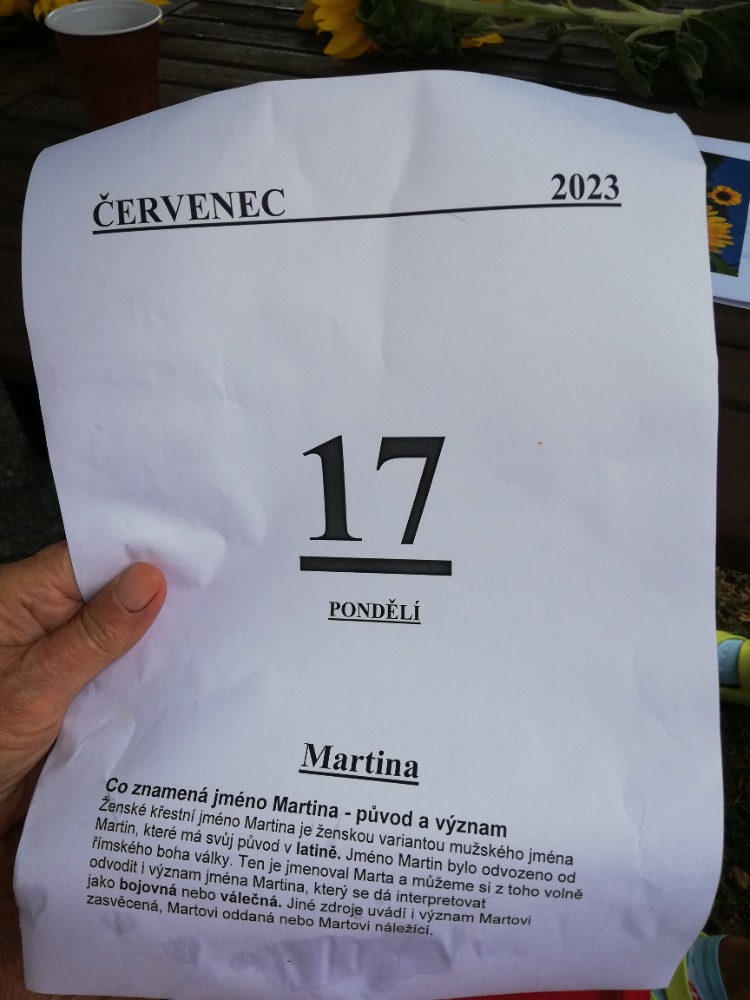 ČERVENEC 2023
17
PONDĚLÍ
Martina
Co znamená jméno Martina - původ a význam
Ženské křestní jméno Martina je ženskou variantou mužského jména
Martin, které má svůj původ v latině. Jméno Martin bylo odvozeno od
římského boha války. Ten je jmenoval Marta a můžeme si z toho volně
odvodit i význam jména Martina, který se dá interpretovat
jako bojovná nebo válečná. Jiné zdroje uvádí i význam Martovi
zasvěcená, Martovi oddaná nebo Martovi náležící.